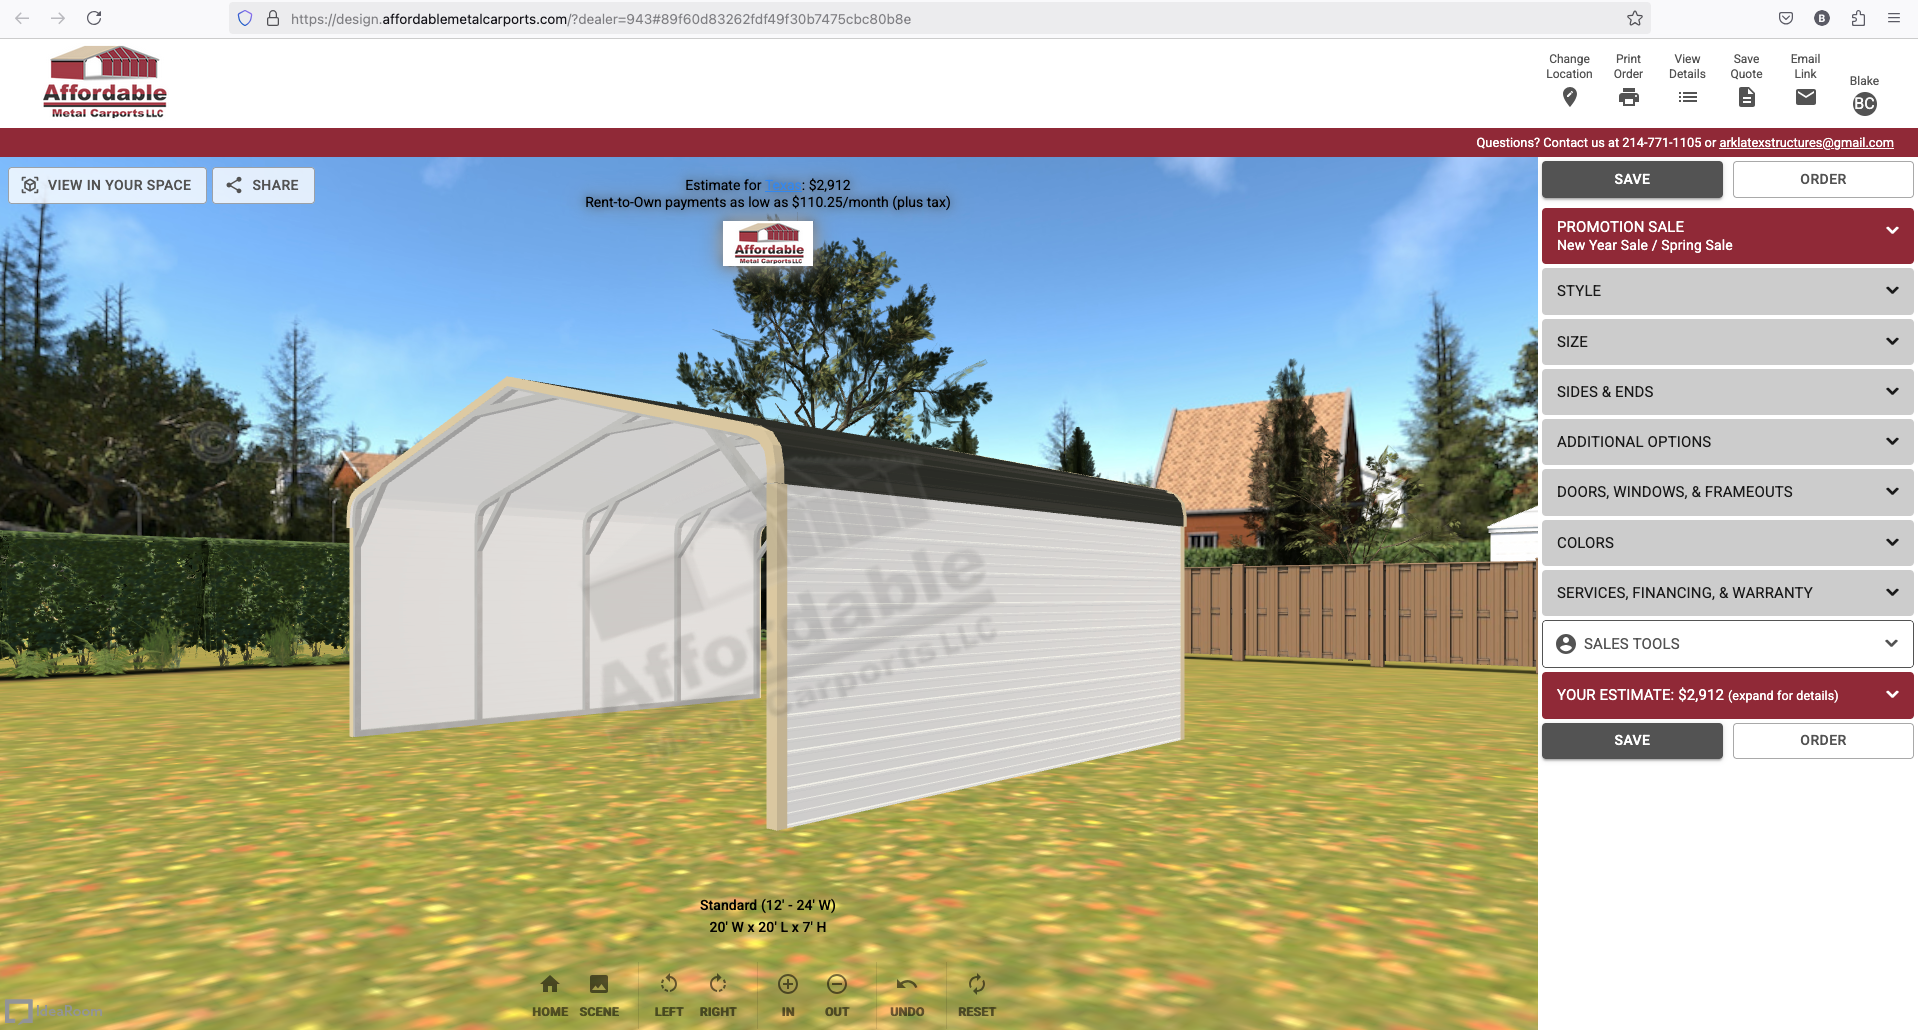 https://design.affordablemetalcarports.com/?dealer=943#89f60d83262fdf49f30b7475cbc80b8e
B
Affordable
Metal Carports LLC
Change Location
Print Order
View Details
Save Quote
Email Link
Blake
BC
Questions? Contact us at 214-771-1105 or arklatexstructures@gmail.com
VIEW IN YOUR SPACE
SHARE
Estimate for Texas: $2,912
Rent-to-Own payments as low as $110.25/month (plus tax)
Affordable
Metal Carports LLC
Affordable
Metal Carports LLC
Standard (12' - 24' W)
20' W x 20' L x 7' H
HOME
SCENE
LEFT
RIGHT
IN
OUT
UNDO
RESET
IdeaRoom
SAVE
ORDER
PROMOTION SALE
New Year Sale / Spring Sale
STYLE
SIZE
SIDES & ENDS
ADDITIONAL OPTIONS
DOORS, WINDOWS, & FRAMEOUTS
COLORS
SERVICES, FINANCING, & WARRANTY
SALES TOOLS
YOUR ESTIMATE: $2,912 (expand for details)
SAVE
ORDER